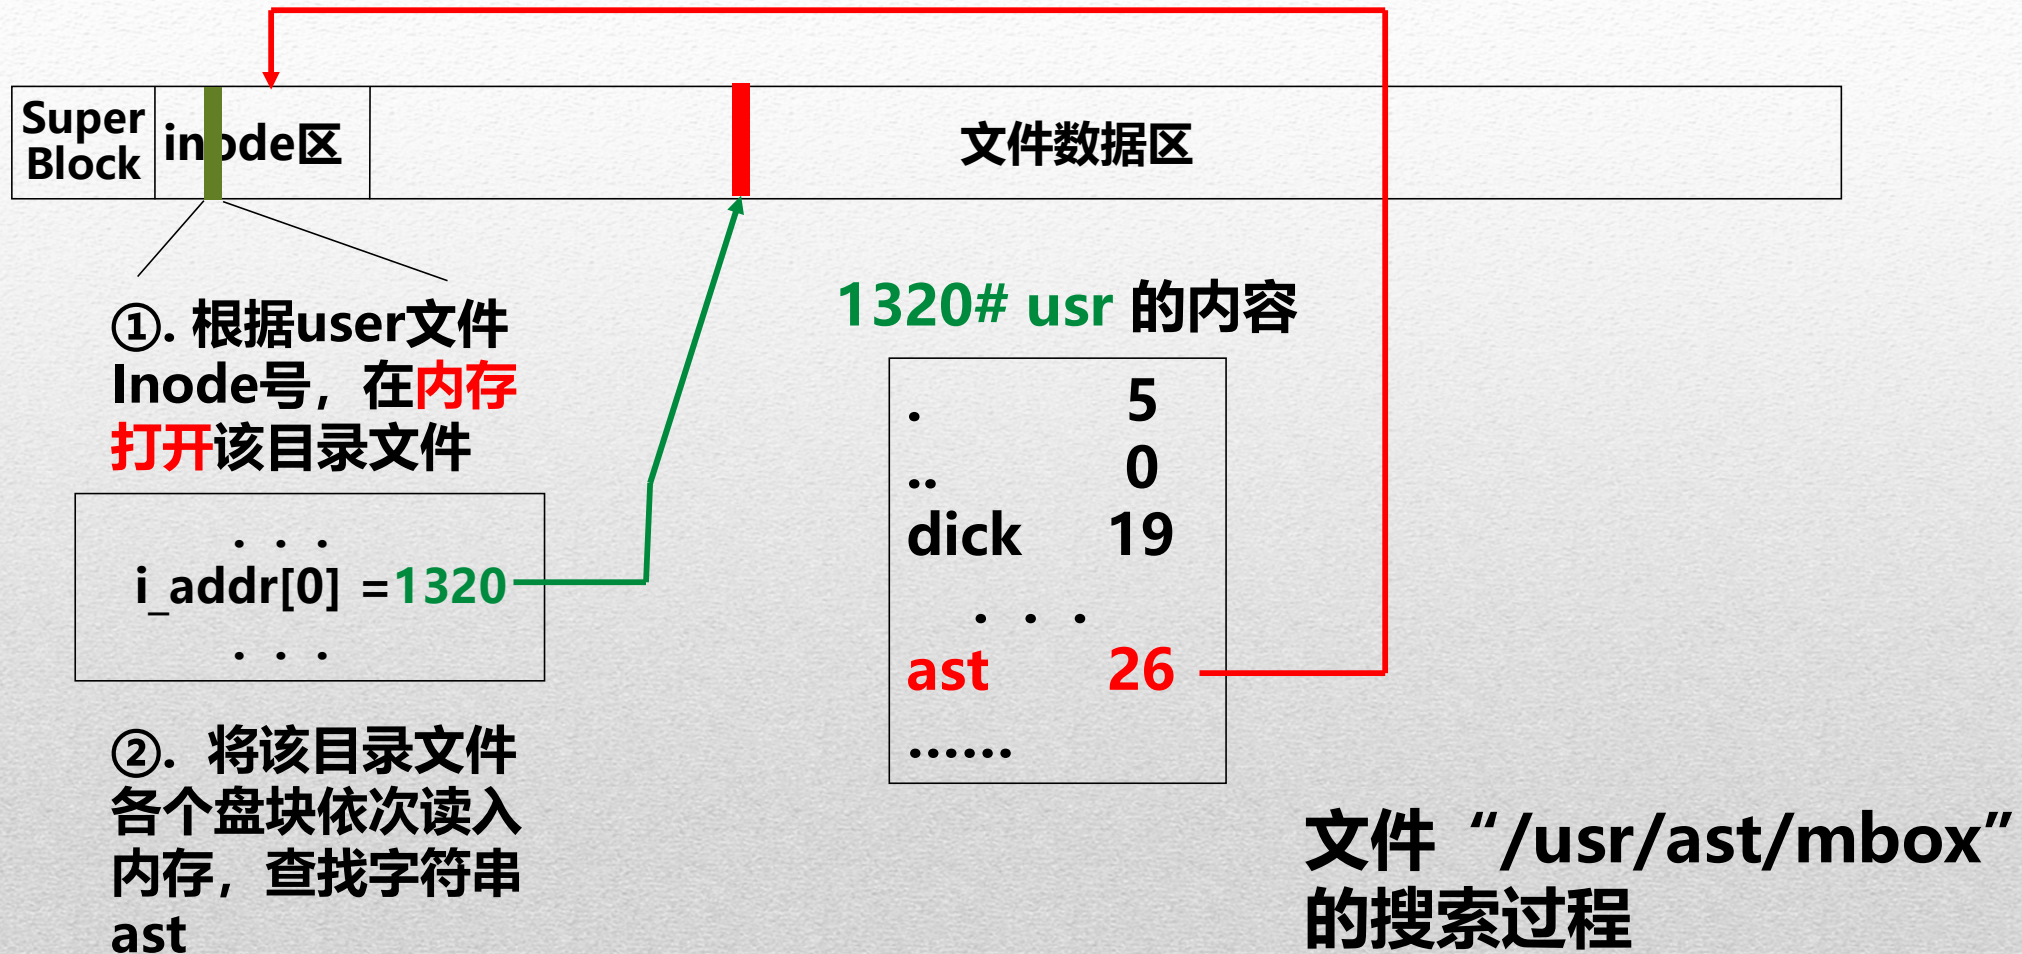 Super
Block
inode区
文件数据区
①. 根据user文件
Inode号，在内存
打开该目录文件
. . .
i_addr[0] =1320
. . .
②. 将该目录文件
各个盘块依次读入
内存，查找字符串
ast
1320# usr 的内容
. 5
.. 0
dick 19
. . .
ast 26
......
文件“/usr/ast/mbox”
的搜索过程